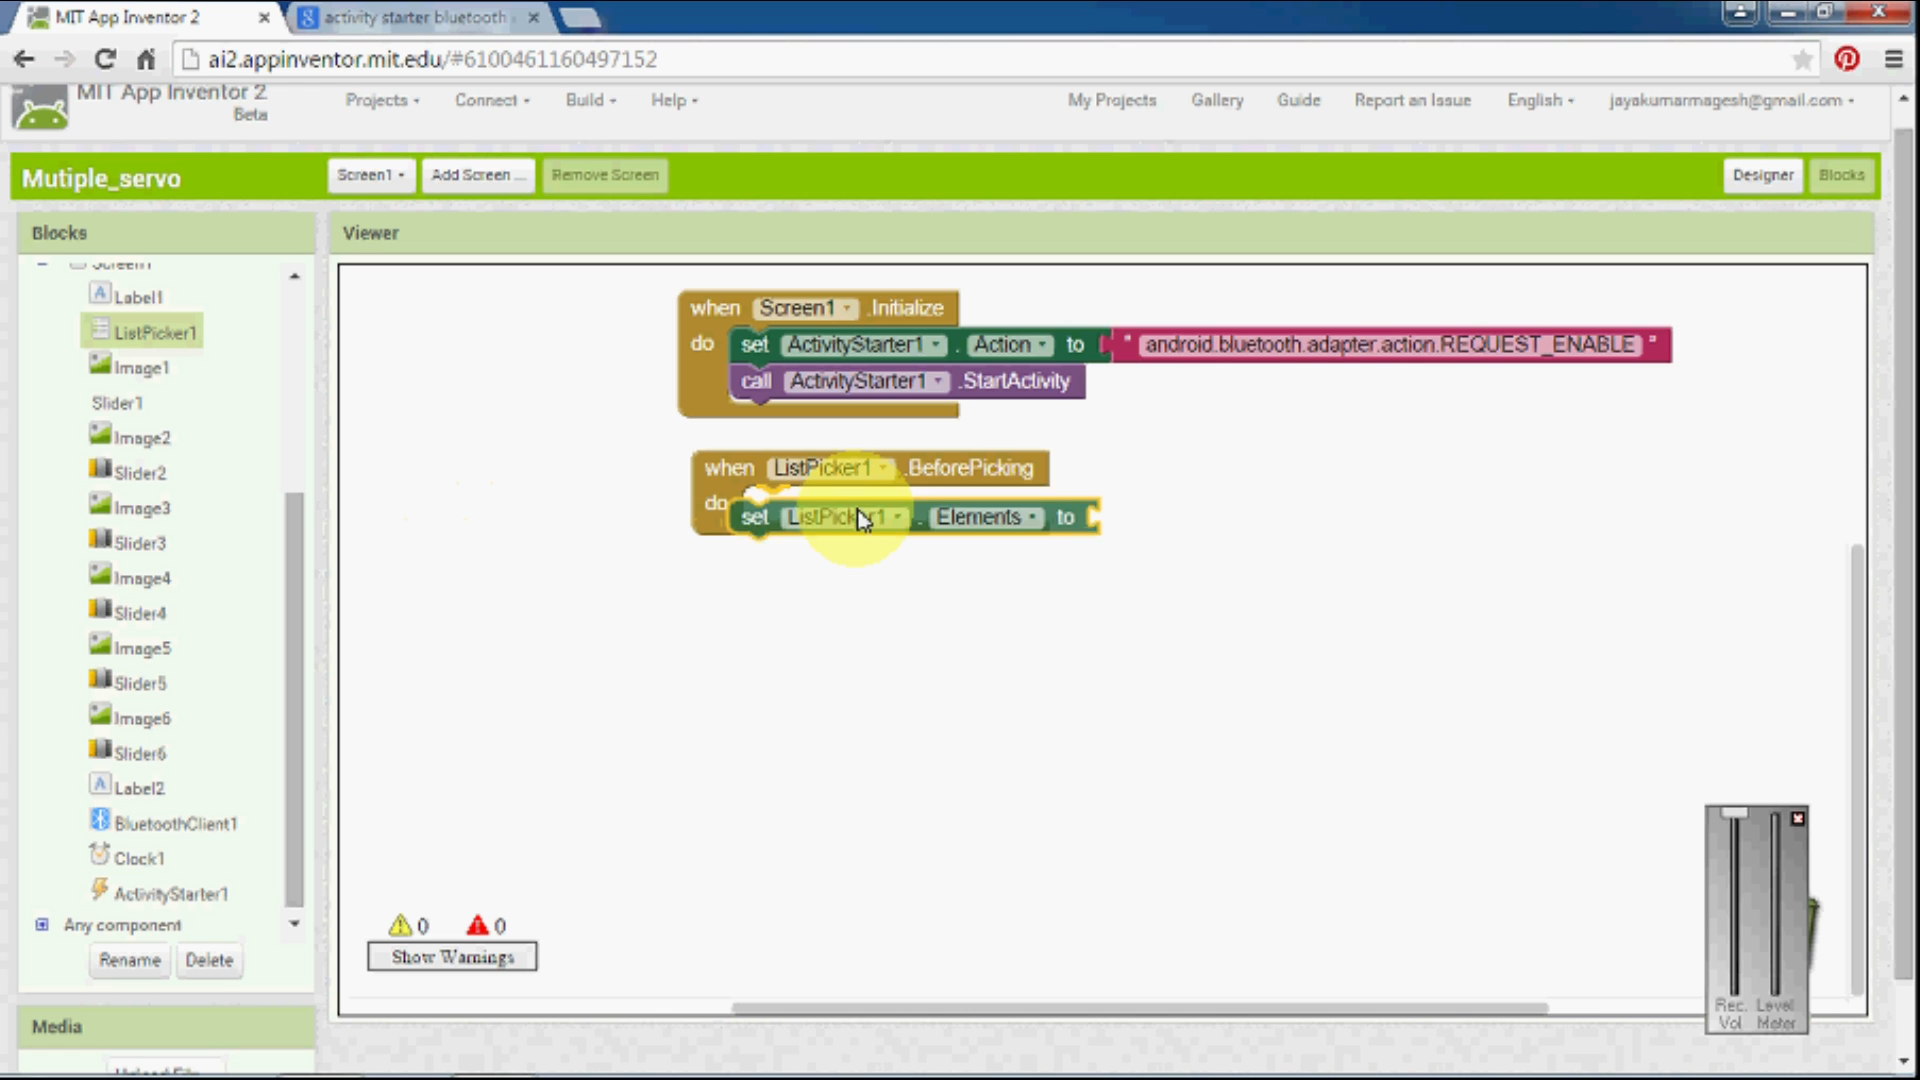 MIT App Inventor 2
activity starter bluetooth
ai2.appinventor.mit.edu/#6100461160497152
MIT App Inventor 2
Beta
Projects Connect Build Help
My Projects Gallery Guide Report an Issue English jayakumarmagesh@gmail.com
Mutiple_servo
Screen1 Add Screen ... Remove Screen
Designer Blocks
Blocks
Viewer
Screen1
Label1
ListPicker1
Image1
Slider1
Image2
Slider2
Image3
Slider3
Image4
Slider4
Image5
Slider5
Image6
Slider6
Label2
BluetoothClient1
Clock1
ActivityStarter1
Any component
Rename Delete
Media
when Screen1 .Initialize
do set ActivityStarter1 . Action to " android.bluetooth.adapter.action.REQUEST_ENABLE "
call ActivityStarter1 .StartActivity
when ListPicker1 .BeforePicking
do
set ListPicker1 . Elements to
0 0
Show Warnings
Rec. Level
Vol Meter